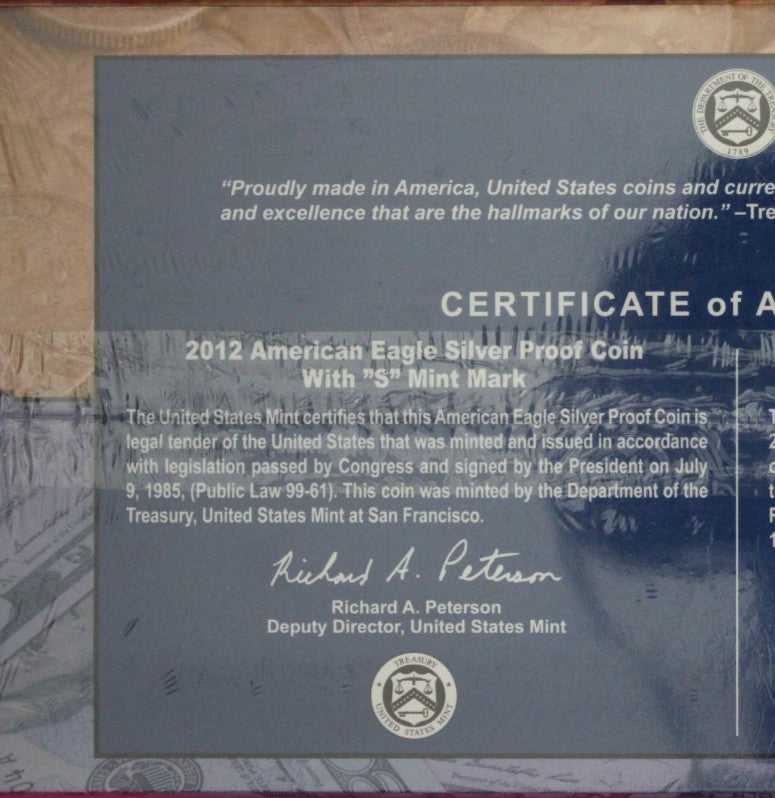 THE DEPARTMENT OF THE
1789
“Proudly made in America, United States coins and curre
and excellence that are the hallmarks of our nation.” –Tre
CERTIFICATE of A
2012 American Eagle Silver Proof Coin
With ”S” Mint Mark
The United States Mint certifies that this American Eagle Silver Proof Coin is
legal tender of the United States that was minted and issued in accordance
with legislation passed by Congress and signed by the President on July
9, 1985, (Public Law 99-61). This coin was minted by the Department of the
Treasury, United States Mint at San Francisco.
Richard A. Peterson
Richard A. Peterson
Deputy Director, United States Mint
TREASURY
UNITED STATES MINT